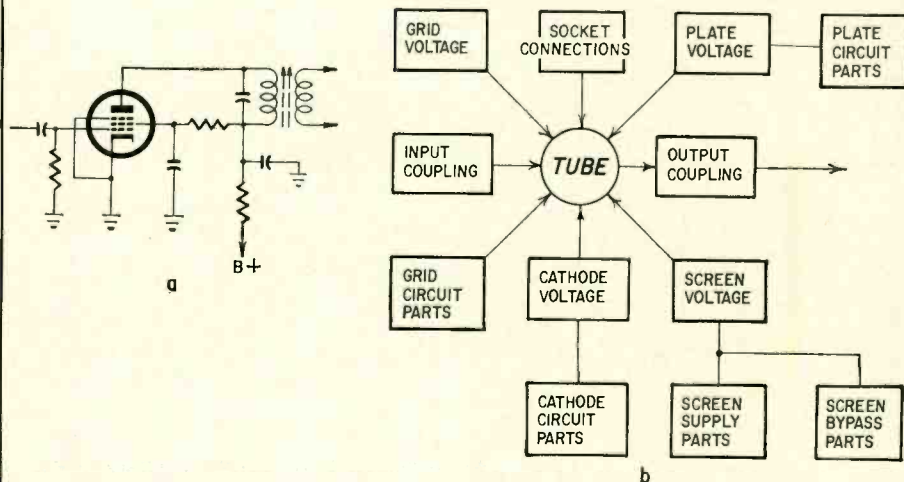 B+
a
GRID
VOLTAGE
SOCKET
CONNECTIONS
PLATE
VOLTAGE
PLATE
CIRCUIT
PARTS
INPUT
COUPLING
TUBE
OUTPUT
COUPLING
GRID
CIRCUIT
PARTS
CATHODE
VOLTAGE
SCREEN
VOLTAGE
CATHODE
CIRCUIT
PARTS
SCREEN
SUPPLY
PARTS
SCREEN
BYPASS
PARTS
b